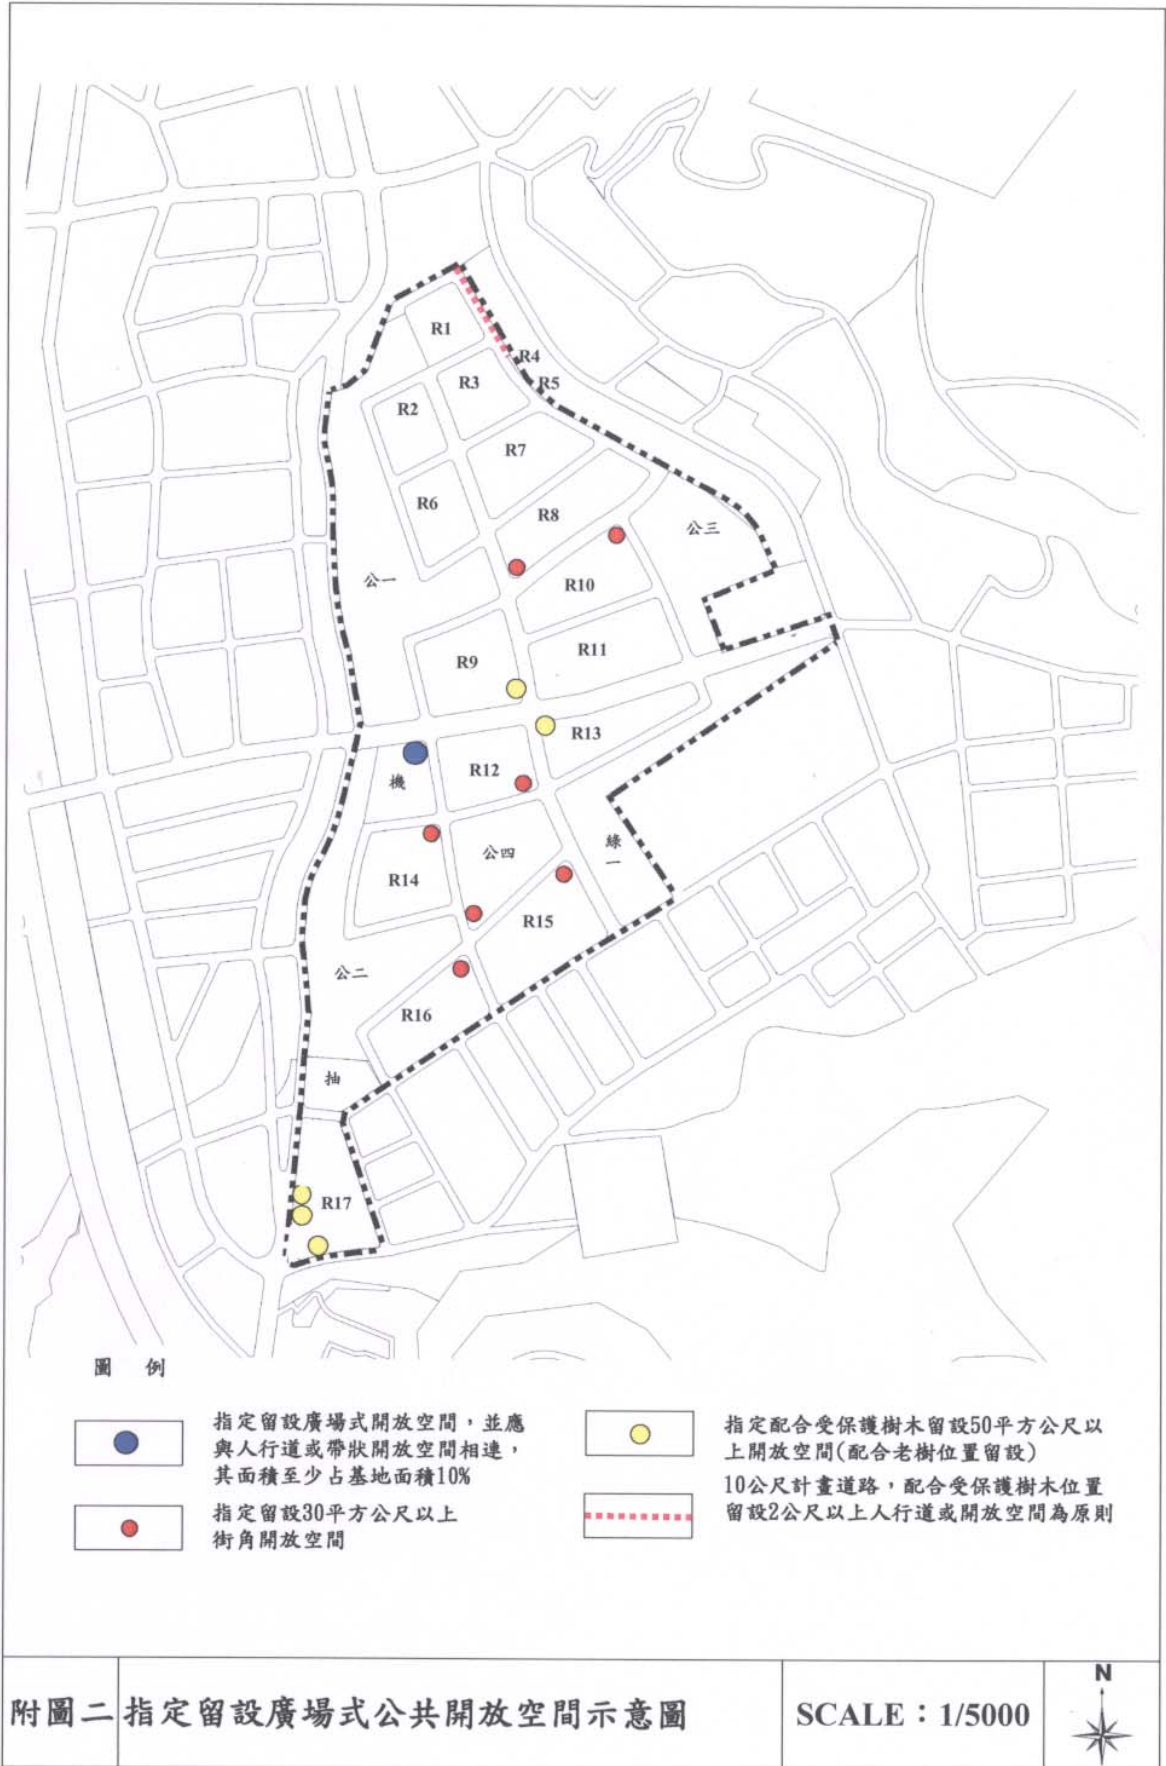 R1
R4
R3
R5
R2
R7
R6
R8
公三
公一
R10
R9
R11
R13
R12
機
公四
綠一
R14
R15
公二
R16
抽
R17
圖 例
指定留設廣場式開放空間，並應
與人行道或帶狀開放空間相連，
其面積至少占基地面積10%
指定留設30平方公尺以上
街角開放空間
指定配合受保護樹木留設50平方公尺以
上開放空間(配合老樹位置留設)
10公尺計畫道路，配合受保護樹木位置
留設2公尺以上人行道或開放空間為原則
附圖二
指定留設廣場式公共開放空間示意圖
SCALE：1/5000
N